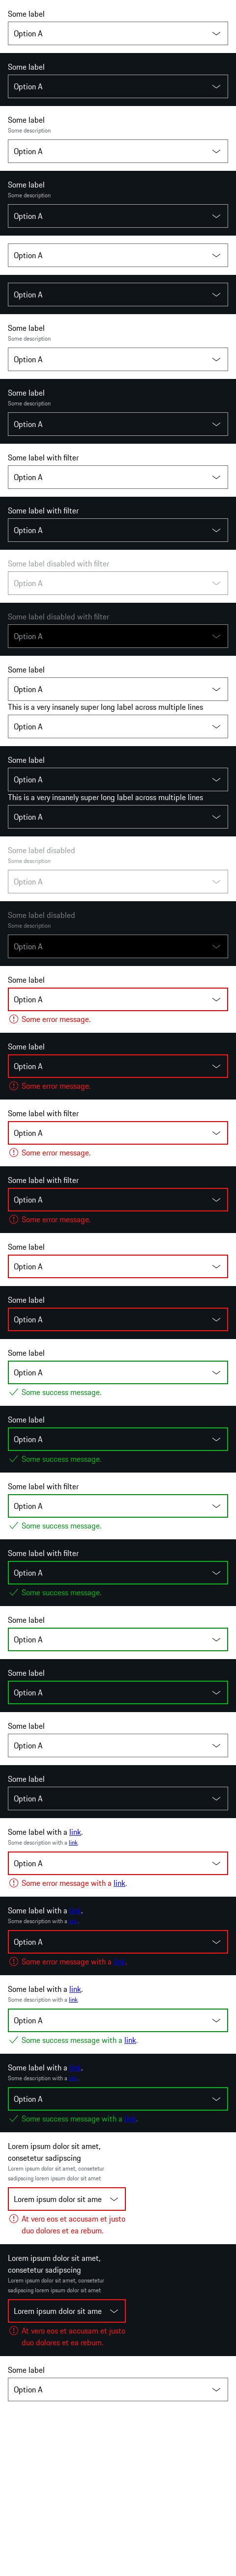 Some label
Option A
Some label
Option A
Some label
Some description
Option A
Some label
Some description
Option A
Option A
Option A
Some label
Some description
Option A
Some label
Some description
Option A
Some label with filter
Option A
Some label with filter
Option A
Some label disabled with filter
Option A
Some label disabled with filter
Option A
Some label
Option A
This is a very insanely super long label across multiple lines
Option A
Some label
Option A
This is a very insanely super long label across multiple lines
Option A
Some label disabled
Some description
Option A
Some label disabled
Some description
Option A
Some label
Option A
Some error message.
Some label
Option A
Some error message.
Some label with filter
Option A
Some error message.
Some label with filter
Option A
Some error message.
Some label
Option A
Some label
Option A
Some label
Option A
Some success message.
Some label
Option A
Some success message.
Some label with filter
Option A
Some success message.
Some label with filter
Option A
Some success message.
Some label
Option A
Some label
Option A
Some label
Option A
Some label
Option A
Some label with a link.
Some description with a link.
Option A
Some error message with a link.
Some label with a link.
Some description with a link.
Option A
Some error message with a link.
Some label with a link.
Some description with a link.
Option A
Some success message with a link.
Some label with a link.
Some description with a link.
Option A
Some success message with a link.
Lorem ipsum dolor sit amet,
consetetur sadipscing
Lorem ipsum dolor sit amet, consetetur
sadipscing lorem ipsum dolor sit amet
Lorem ipsum dolor sit ame
At vero eos et accusam et justo
duo dolores et ea rebum.
Lorem ipsum dolor sit amet,
consetetur sadipscing
Lorem ipsum dolor sit amet, consetetur
sadipscing lorem ipsum dolor sit amet
Lorem ipsum dolor sit ame
At vero eos et accusam et justo
duo dolores et ea rebum.
Some label
Option A